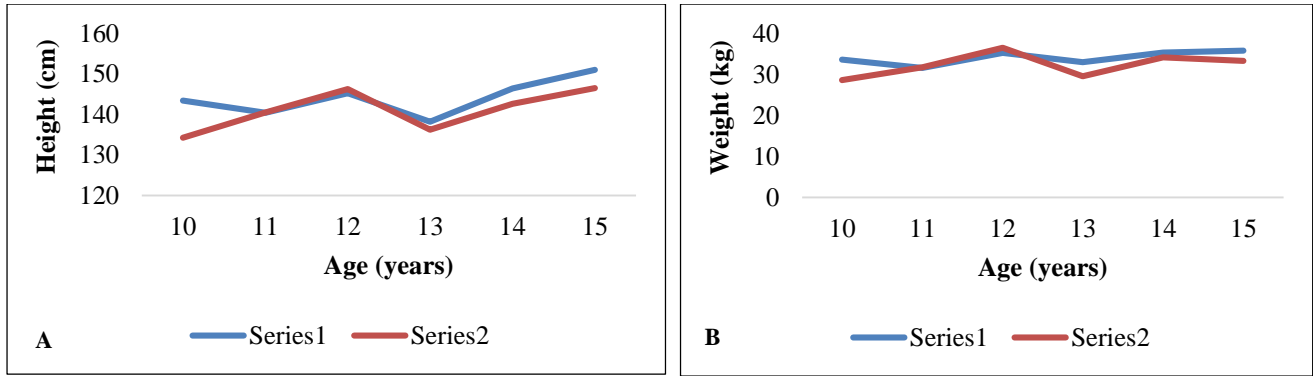 Height (cm)
160
150
140
130
120
10 11 12 13 14 15
Age (years)
Series1 Series2
A
Weight (kg)
40
30
20
10
0
10 11 12 13 14 15
Age (years)
Series1 Series2
B